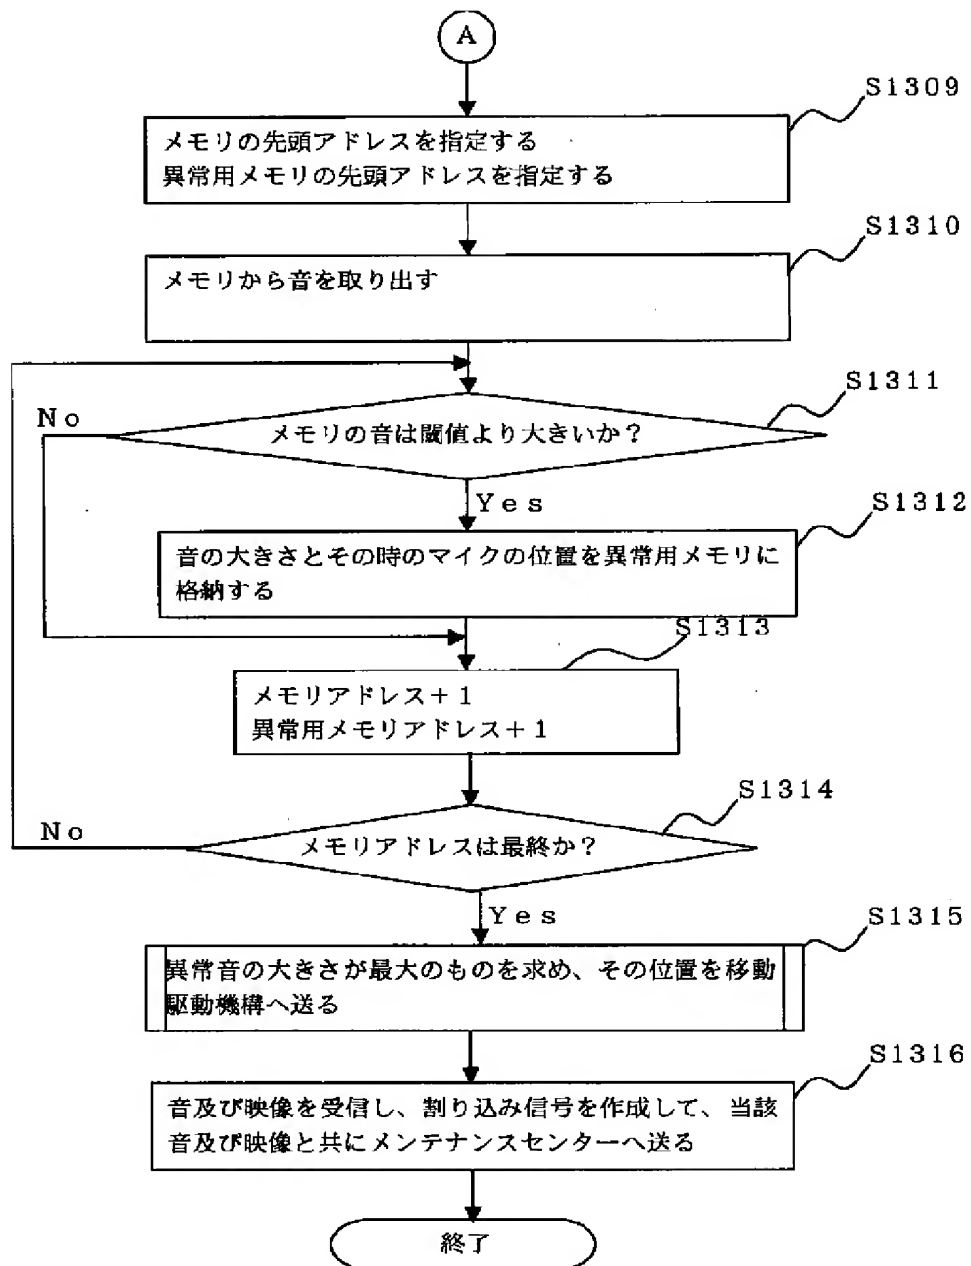 A
S1309
メモリの先頭アドレスを指定する
異常用メモリの先頭アドレスを指定する
S1310
メモリから音を取り出す
S1311
No
メモリの音は閾値より大きいか？
Yes
S1312
音の大きさとその時のマイクの位置を異常用メモリに
格納する
S1313
メモリアドレス＋１
異常用メモリアドレス＋１
S1314
No
メモリアドレスは最終か？
Yes
S1315
異常音の大きさが最大のものを求め、その位置を移動
駆動機構へ送る
S1316
音及び映像を受信し、割り込み信号を作成して、当該
音及び映像と共にメンテナンスセンターへ送る
終了